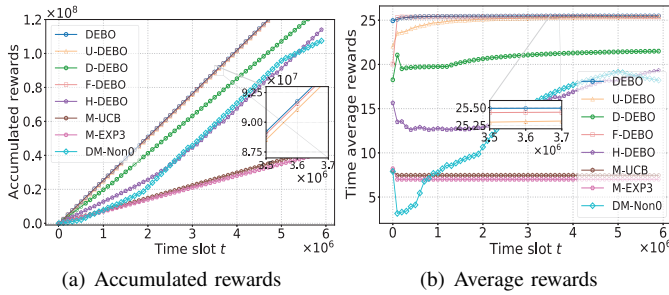 1.2
×10⁸
1.0
0.8
0.6
0.4
0.2
0.0
Accumulated rewards
DEBO
U-DEBO
D-DEBO
F-DEBO
H-DEBO
M-UCB
M-EXP3
DM-Non0
×10⁷
9.25
9.00
8.75
3.5 3.6 3.7
×10⁶
0 1 2 3 4 5 6
Time slot t
×10⁶
(a) Accumulated rewards
25
20
15
10
5
Time average rewards
25.50
25.25
3.5 3.6 3.7
×10⁶
DEBO
U-DEBO
D-DEBO
F-DEBO
H-DEBO
M-UCB
M-EXP3
DM-Non0
0 1 2 3 4 5 6
Time slot t
×10⁶
(b) Average rewards